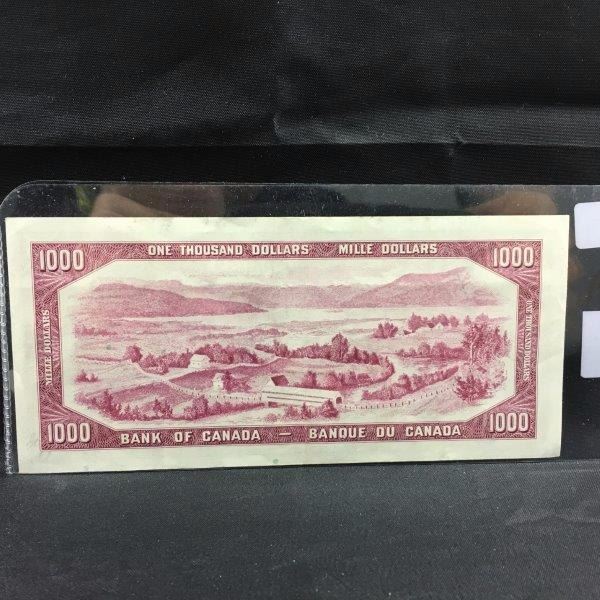 1000 ONE THOUSAND DOLLARS MILLE DOLLARS 1000
MILLE DOLLARS
ONE THOUSAND DOLLARS
1000 BANK OF CANADA — BANQUE DU CANADA 1000